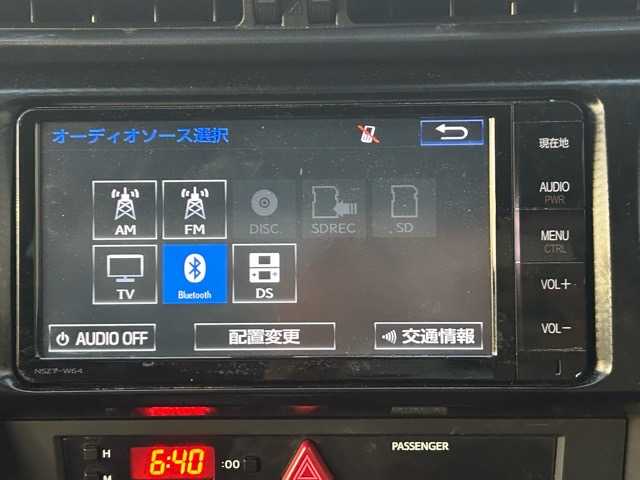 オーディオソース選択
現在地
AUDIO
PWR
AM FM DISC SDREC SD
MENU
CTRL
TV Bluetooth DS
VOL+
AUDIO OFF 配置変更 交通情報
VOL-
NSZT-W64
PASSENGER
H 6:40 :00
M